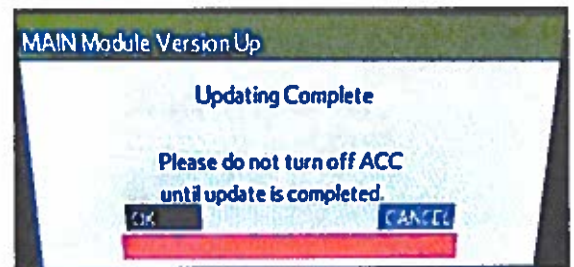 MAIN Module Version Up
Updating Complete
Please do not turn off ACC
until update is completed.
OK
CANCEL